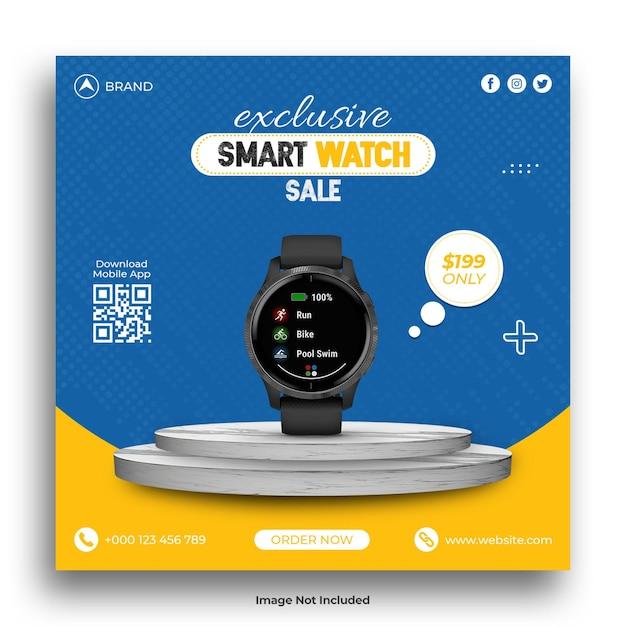 BRAND
exclusive
SMART WATCH
SALE
Download
Mobile App
$199
ONLY
100%
Run
Bike
Pool Swim
+000 123 456 789
ORDER NOW
www.website.com
Image Not Included